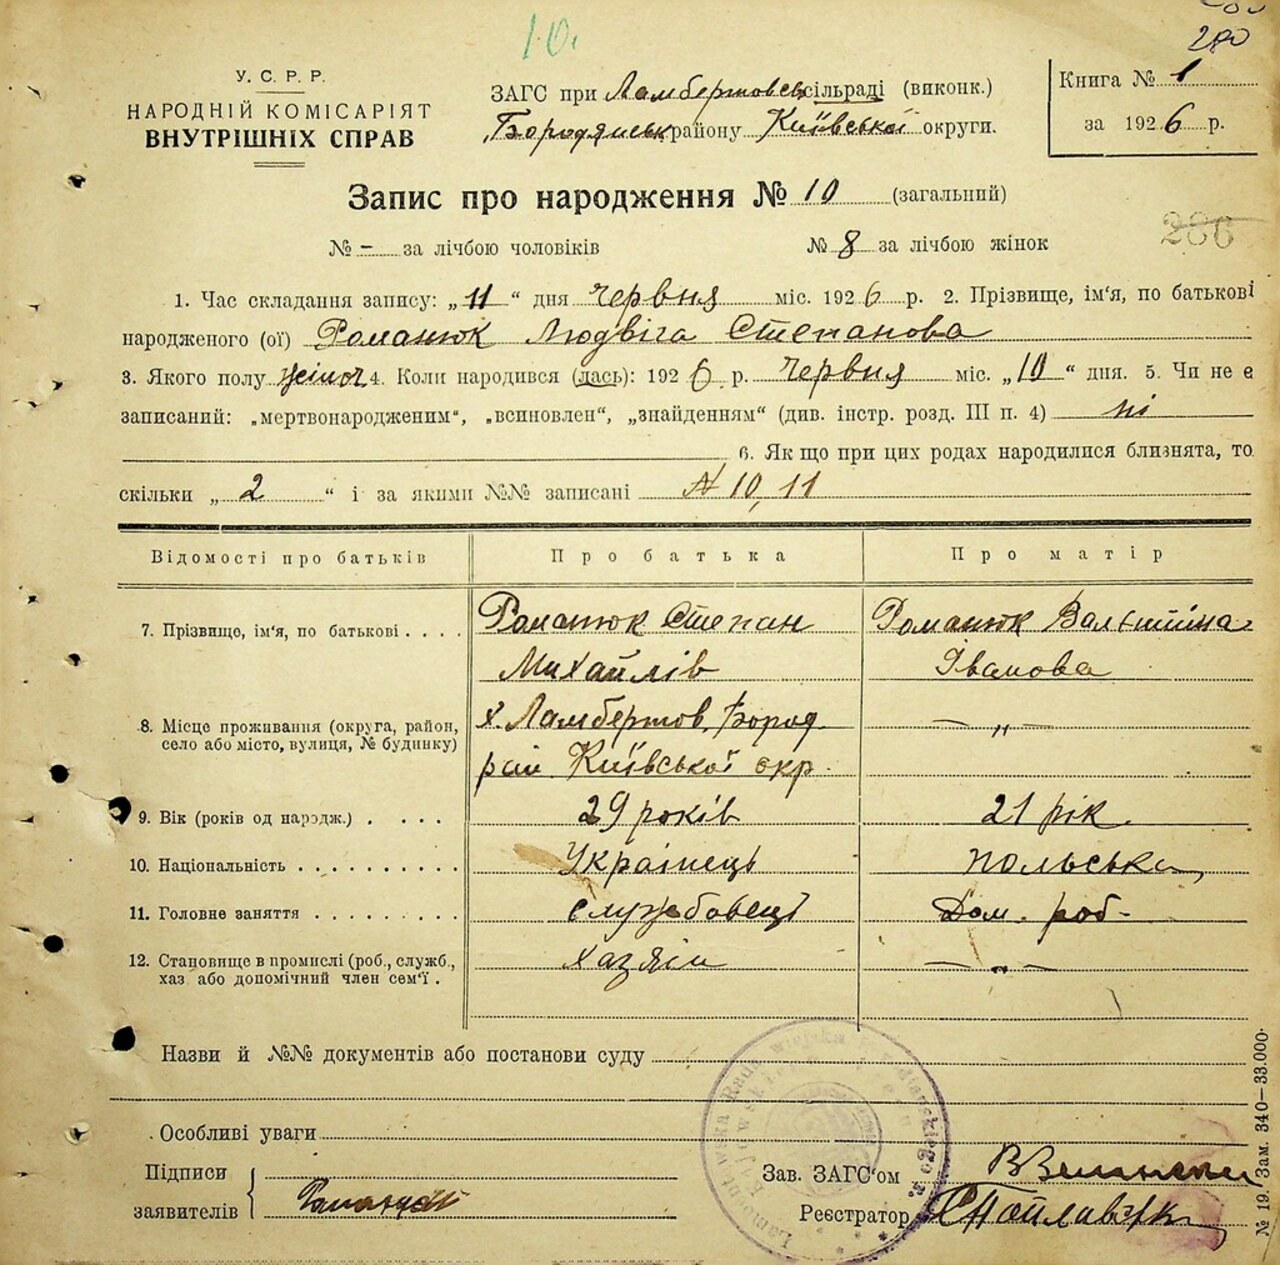 10.
280
У. С. Р. Р.
НАРОДНІЙ КОМІСАРІЯТ
ВНУТРІШНІХ СПРАВ
ЗАГС при Ламбертовськ сільраді (виконк.)
Бородянськ району Київської округи.
Книга № 1
за 1926 р.
Запис про народження № 10 (загальний)
№ – за лічбою чоловіків № 8 за лічбою жінок
286
1. Час складання запису: „11“ дня червня міс. 1926 р. 2. Прізвище, ім'я, по батькові
народженого (ої) Романюк Людвіга Степанова
3. Якого полу жіноч 4. Коли народився (лась): 1926 р. червня міс. „10“ дня. 5. Чи не є
записаний: „мертвонародженим“, „всиновлен“, „знайденням“ (див. інстр. розд. III п. 4) ні
6. Як що при цих родах народилися близнята, то
скільки „2“ і за якими №№ записані № 10, 11
Відомості про батьків Про батька Про матір
7. Прізвище, ім'я, по батькові . . . . Романюк Степан Романюк Валентина
Михайлів Іванова
8. Місце проживання (округа, район, х. Ламбертов, Бород. — „ —
село або місто, вулиця, № будинку) рай. Київської окр.
9. Вік (років од нарэдж.) . . . . 29 років 21 рік.
10. Національність . . . . . . . . . Українець польська
11. Головне заняття . . . . . . . . Службовець Дом. роб.
12. Становище в промислі (роб., служб., хазяїн — „ —
хаз або допомічний член сем'ї .
Назви й №№ документів або постанови суду
Особливі уваги
Підписи
заявителів
Зав. ЗАГС'ом
Реєстратор
№ 19. Зам. 340–33.000.